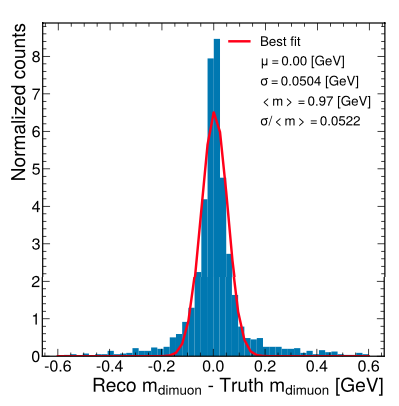 Normalized counts
8
7
6
5
4
3
2
1
0
Best fit
μ = 0.00 [GeV]
σ = 0.0504 [GeV]
< m > = 0.97 [GeV]
σ/< m > = 0.0522
-0.6 -0.4 -0.2 0.0 0.2 0.4 0.6
Reco m_dimuon - Truth m_dimuon [GeV]